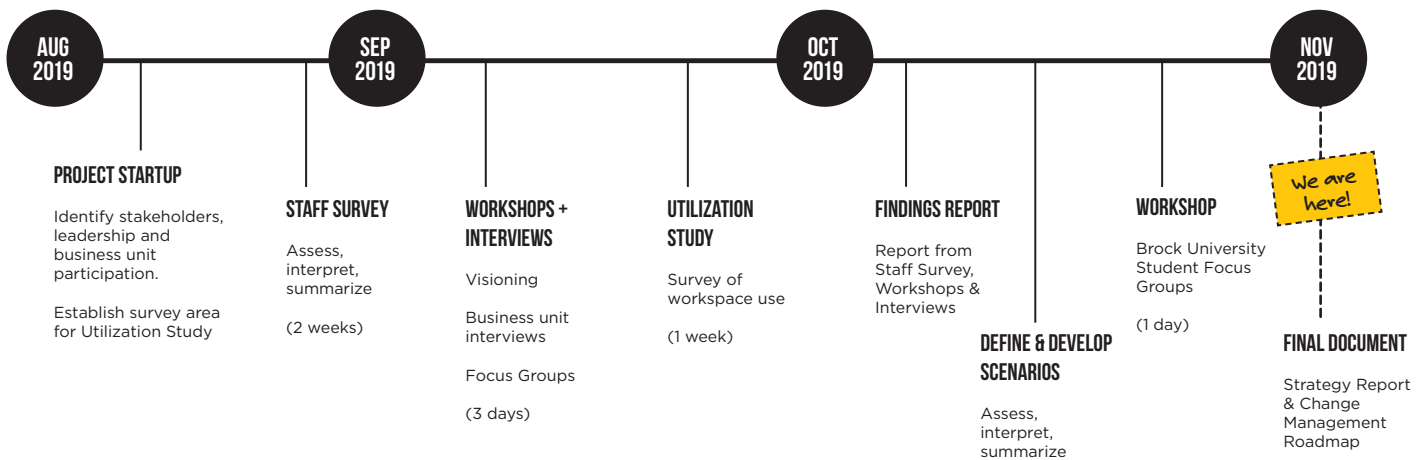 AUG
2019
SEP
2019
OCT
2019
NOV
2019
PROJECT STARTUP
Identify stakeholders,
leadership and
business unit
participation.
Establish survey area
for Utilization Study
STAFF SURVEY
Assess,
interpret,
summarize
(2 weeks)
WORKSHOPS +
INTERVIEWS
Visioning
Business unit
interviews
Focus Groups
(3 days)
UTILIZATION
STUDY
Survey of
workspace use
(1 week)
FINDINGS REPORT
Report from
Staff Survey,
Workshops &
Interviews
DEFINE & DEVELOP
SCENARIOS
Assess,
interpret,
summarize
WORKSHOP
Brock University
Student Focus
Groups
(1 day)
We are
here!
FINAL DOCUMENT
Strategy Report
& Change
Management
Roadmap